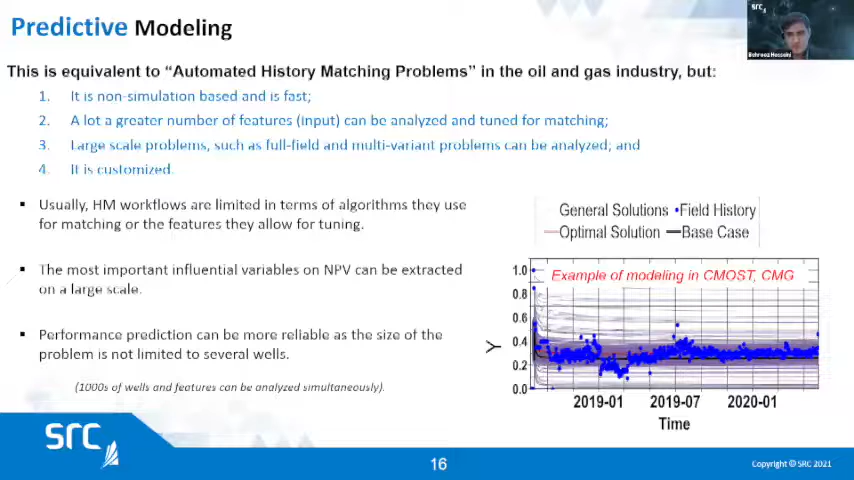 Predictive Modeling
src
Behrooz Hosseini
This is equivalent to “Automated History Matching Problems” in the oil and gas industry, but:
1. It is non-simulation based and is fast;
2. A lot a greater number of features (input) can be analyzed and tuned for matching;
3. Large scale problems, such as full-field and multi-variant problems can be analyzed; and
4. It is customized.
▪ Usually, HM workflows are limited in terms of algorithms they use
for matching or the features they allow for tuning.
▪ The most important influential variables on NPV can be extracted
on a large scale.
▪ Performance prediction can be more reliable as the size of the
problem is not limited to several wells.
(1000s of wells and features can be analyzed simultaneously).
General Solutions Field History
Optimal Solution Base Case
Example of modeling in CMOST, CMG
1.0
0.8
0.6
0.4
0.2
0.0
Y
2019-01 2019-07 2020-01
Time
src
16
Copyright © SRC 2021